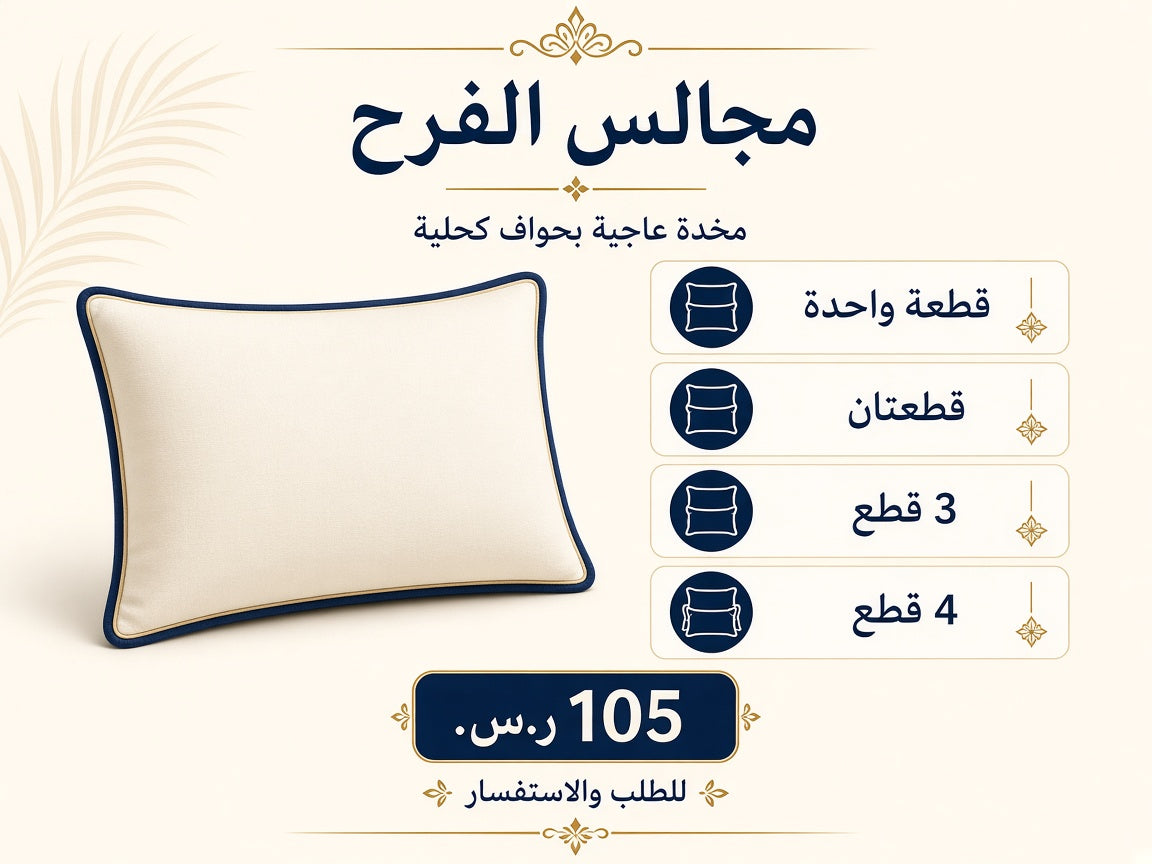 مجالس الفرح
مخدة عاجية بحواف كحلية
قطعة واحدة
قطعتان
3 قطع
4 قطع
105 ر.س.
للطلب والاستفسار